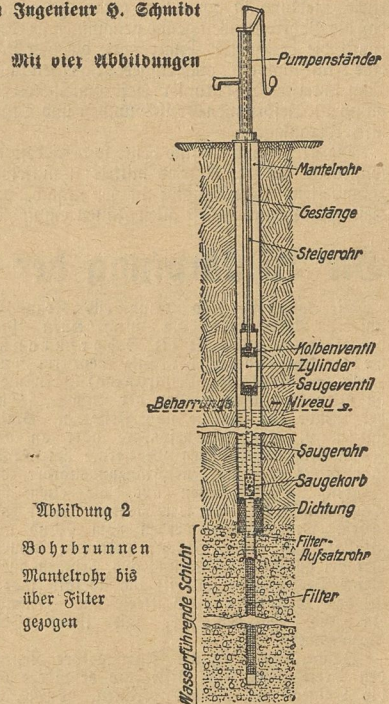 Ingenieur H. Schmidt
Mit vier Abbildungen
Pumpenständer
Mantelrohr
Gestänge
Steigerohr
Kolbenventil
Zylinder
Saugeventil
Beharrungs-Niveau
Saugerohr
Saugekorb
Dichtung
Filter-
Aufsatzrohr
Filter
Wasserführende Schicht
Abbildung 2
Bohrbrunnen
Mantelrohr bis
über Filter
gezogen